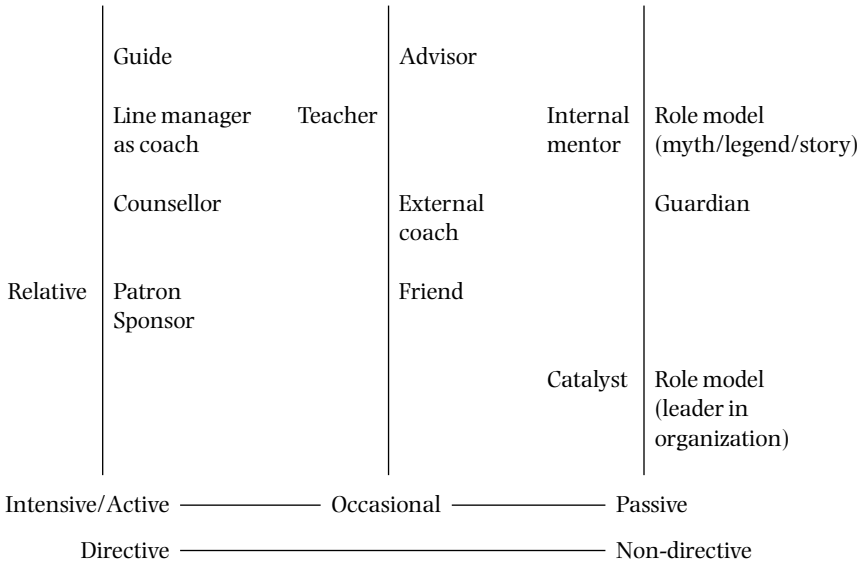 Guide Advisor
Line manager Teacher Internal Role model
as coach mentor (myth/legend/story)
Counsellor External Guardian
coach
Relative Patron Friend
Sponsor
Catalyst Role model
(leader in
organization)
Intensive/Active Occasional Passive
Directive Non-directive